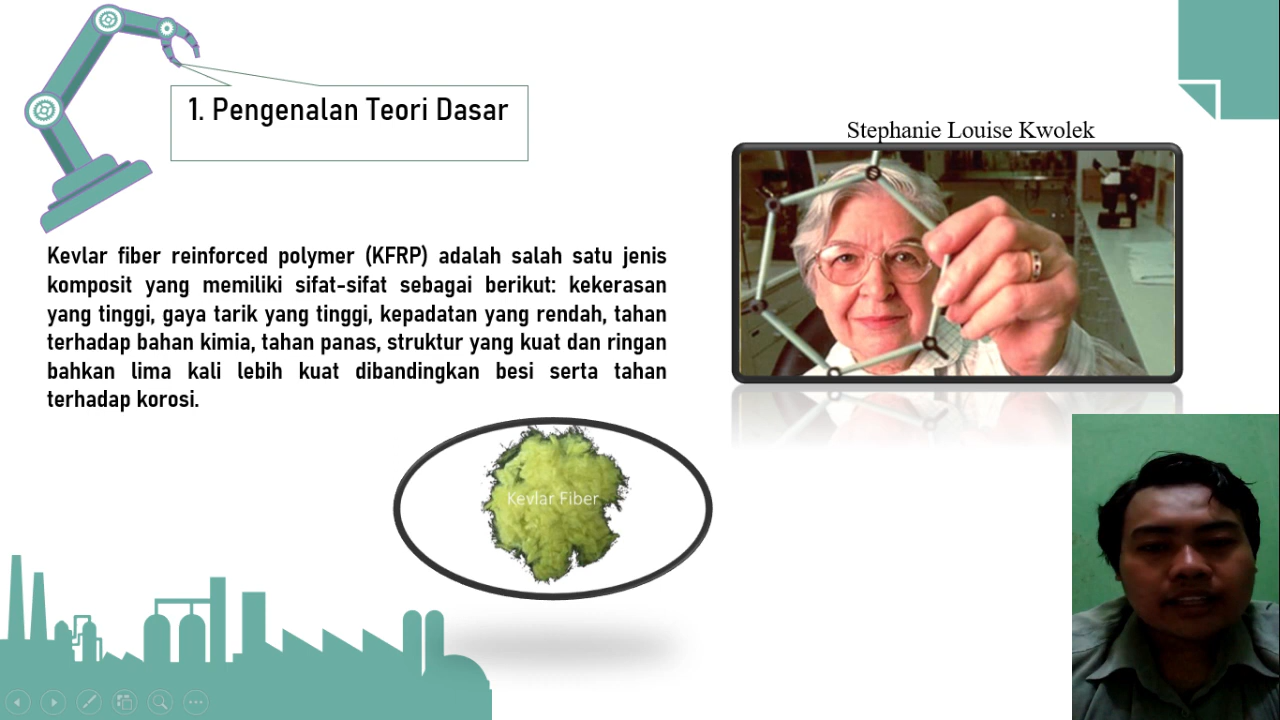 1. Pengenalan Teori Dasar
Stephanie Louise Kwolek
Kevlar fiber reinforced polymer (KFRP) adalah salah satu jenis
komposit yang memiliki sifat-sifat sebagai berikut: kekerasan
yang tinggi, gaya tarik yang tinggi, kepadatan yang rendah, tahan
terhadap bahan kimia, tahan panas, struktur yang kuat dan ringan
bahkan lima kali lebih kuat dibandingkan besi serta tahan
terhadap korosi.
Kevlar Fiber